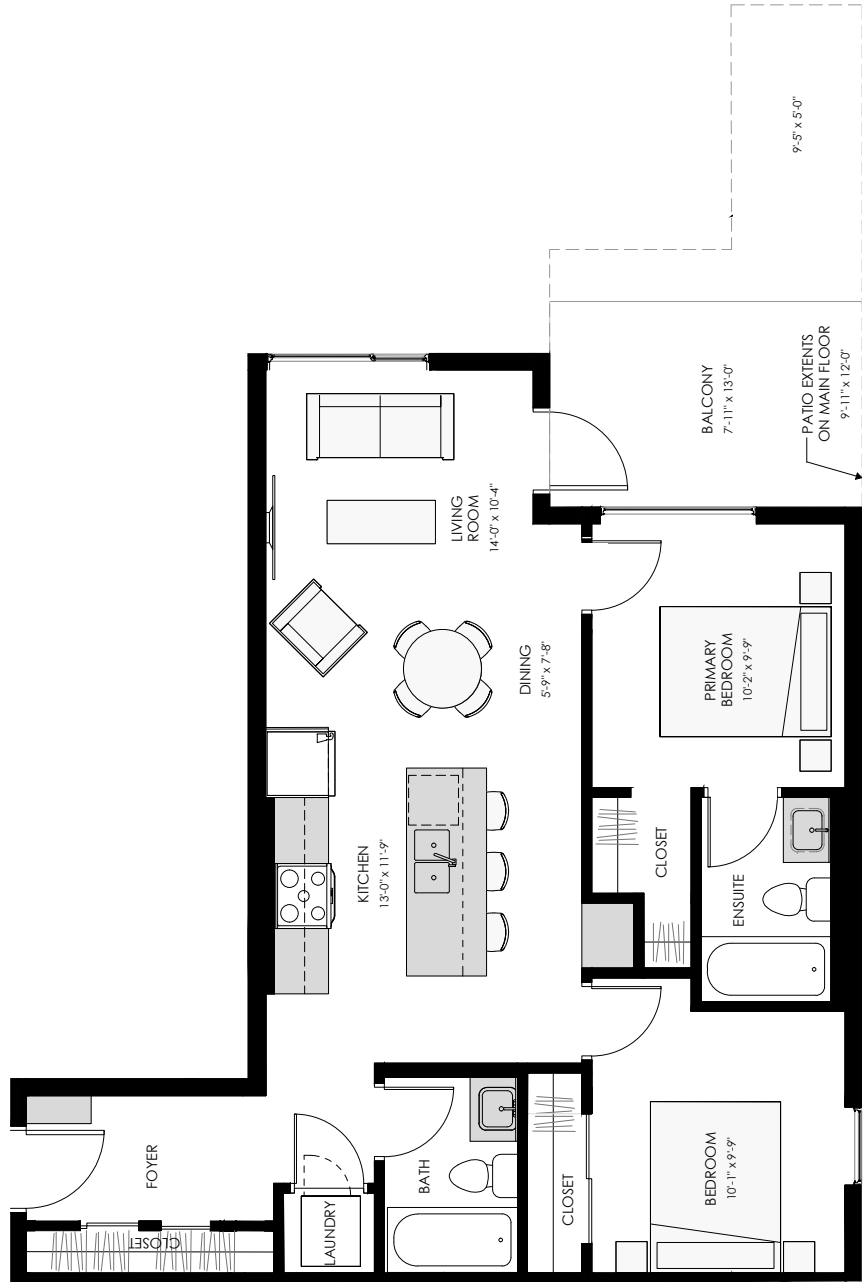 9'-5" x 5'-0"
BALCONY
7'-11" x 13'-0"
PATIO EXTENTS
ON MAIN FLOOR
9'-11" x 12'-0"
LIVING
ROOM
14'-0" x 10'-4"
DINING
5'-9" x 7'-8"
PRIMARY
BEDROOM
10'-2" x 9'-9"
KITCHEN
13'-0" x 11'-9"
CLOSET
ENSUITE
FOYER
BATH
CLOSET
BEDROOM
10'-1" x 9'-9"
LAUNDRY
CLOSET